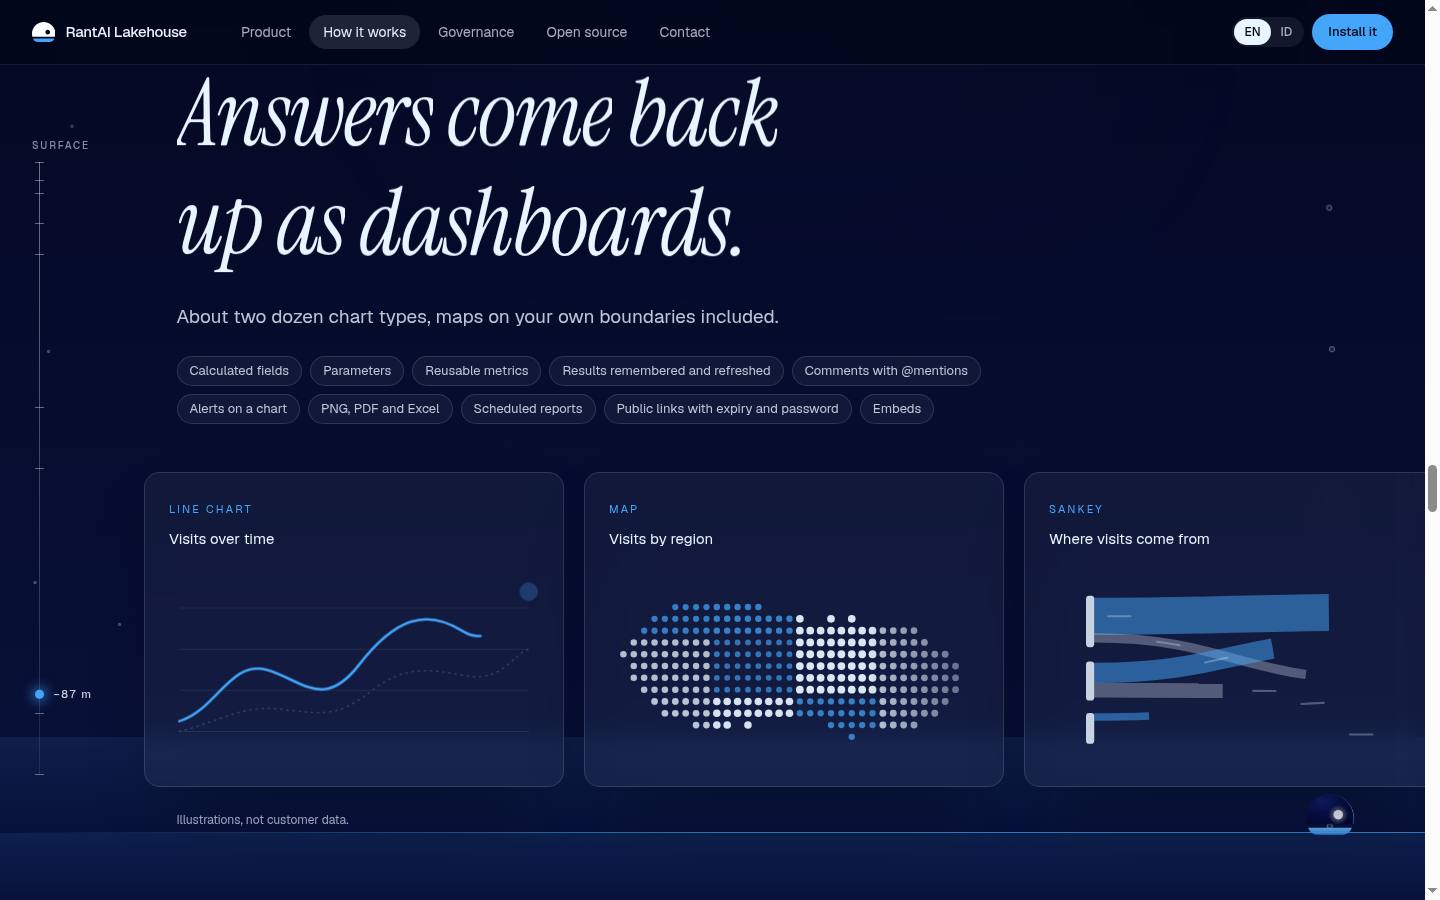 RantAI Lakehouse
Product
How it works
Governance
Open source
Contact
EN
ID
Install it
Answers come back
up as dashboards.
SURFACE
About two dozen chart types, maps on your own boundaries included.
Calculated fields
Parameters
Reusable metrics
Results remembered and refreshed
Comments with @mentions
Alerts on a chart
PNG, PDF and Excel
Scheduled reports
Public links with expiry and password
Embeds
LINE CHART
Visits over time
MAP
Visits by region
SANKEY
Where visits come from
−87 m
Illustrations, not customer data.